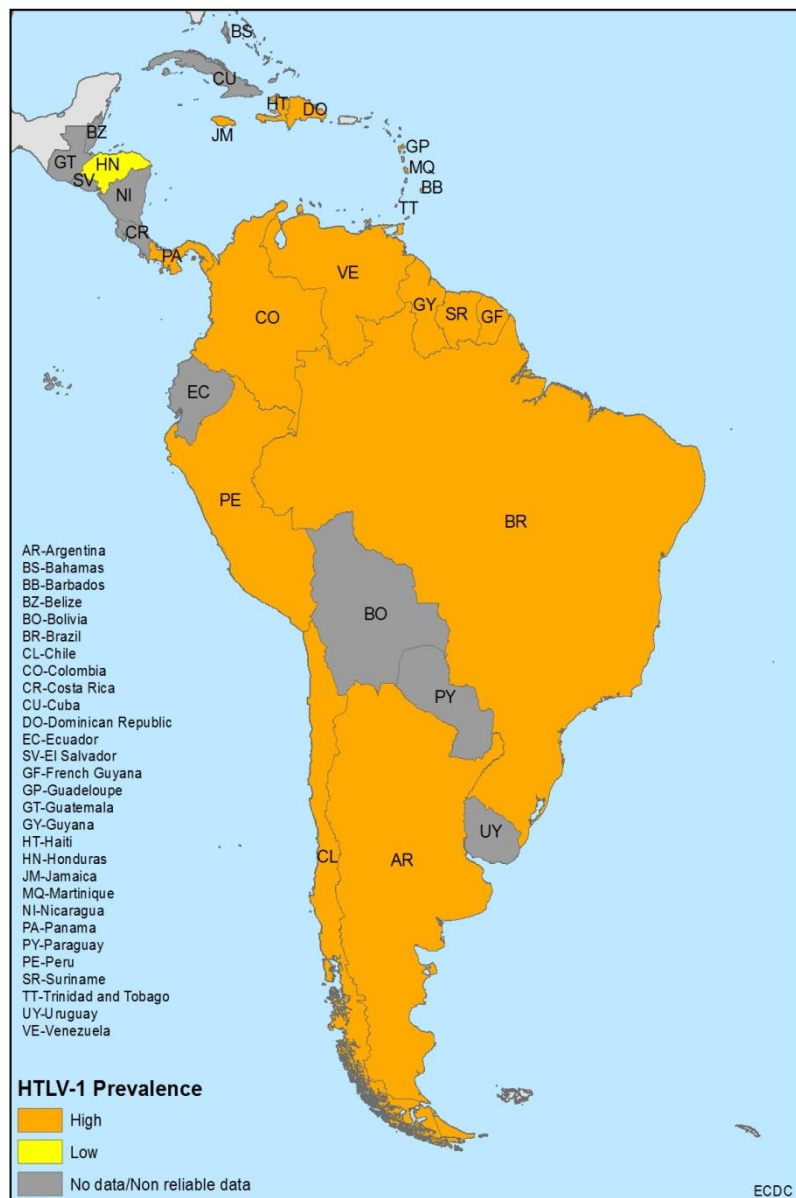 BS
CU
HT
DO
JM
BZ
GT
HN
SV
NI
CR
PA
GP
MQ
BB
TT
VE
CO
GY
SR
GF
EC
PE
BR
BO
PY
UY
CL
AR
AR-Argentina
BS-Bahamas
BB-Barbados
BZ-Belize
BO-Bolivia
BR-Brazil
CL-Chile
CO-Colombia
CR-Costa Rica
CU-Cuba
DO-Dominican Republic
EC-Ecuador
SV-El Salvador
GF-French Guyana
GP-Guadeloupe
GT-Guatemala
GY-Guyana
HT-Haiti
HN-Honduras
JM-Jamaica
MQ-Martinique
NI-Nicaragua
PA-Panama
PY-Paraguay
PE-Peru
SR-Suriname
TT-Trinidad and Tobago
UY-Uruguay
VE-Venezuela
HTLV-1 Prevalence
High
Low
No data/Non reliable data
ECDC